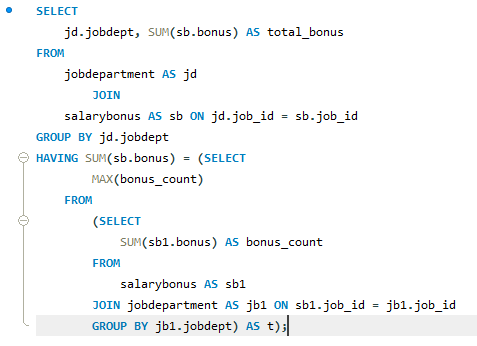 SELECT
jd.jobdept, SUM(sb.bonus) AS total_bonus
FROM
jobdepartment AS jd
JOIN
salarybonus AS sb ON jd.job_id = sb.job_id
GROUP BY jd.jobdept
HAVING SUM(sb.bonus) = (SELECT
MAX(bonus_count)
FROM
(SELECT
SUM(sb1.bonus) AS bonus_count
FROM
salarybonus AS sb1
JOIN jobdepartment AS jb1 ON sb1.job_id = jb1.job_id
GROUP BY jb1.jobdept) AS t);